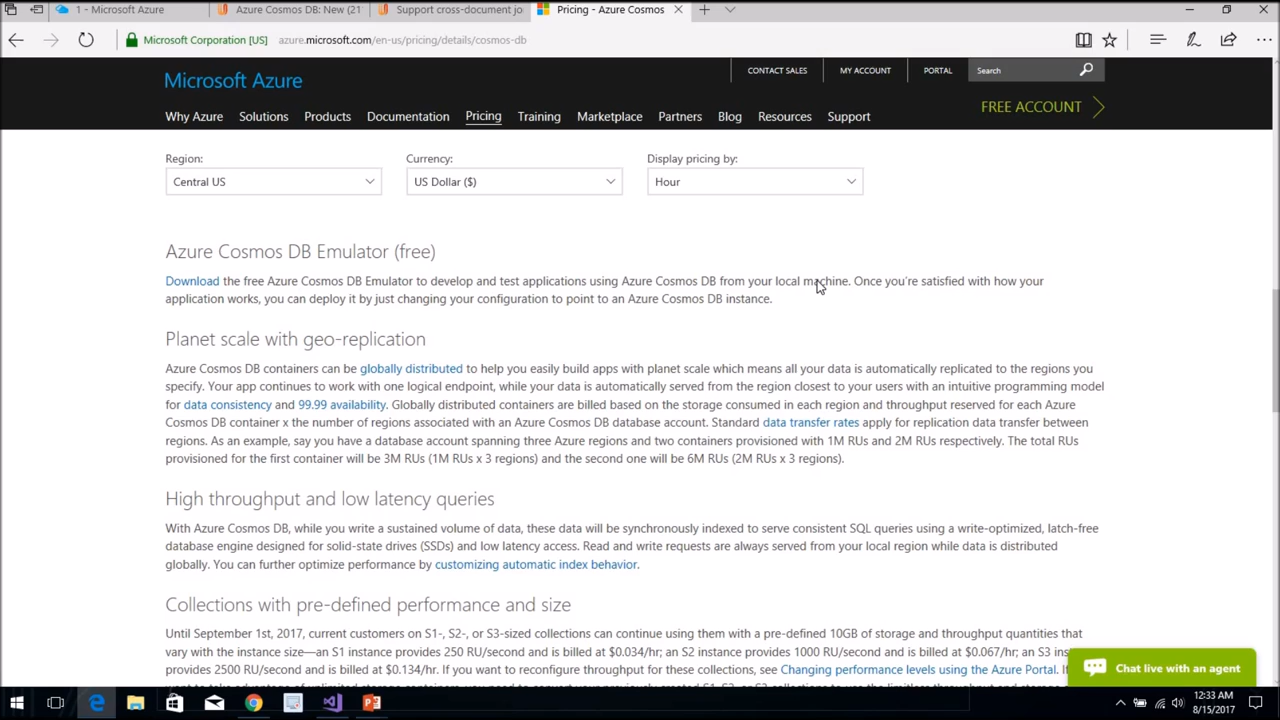 1 - Microsoft Azure
Azure Cosmos DB: New (21
Support cross-document jo
Pricing - Azure Cosmos
Microsoft Corporation [US]
azure.microsoft.com/en-us/pricing/details/cosmos-db
Microsoft Azure
CONTACT SALES
MY ACCOUNT
PORTAL
Search
Why Azure
Solutions
Products
Documentation
Pricing
Training
Marketplace
Partners
Blog
Resources
Support
FREE ACCOUNT
Region:
Currency:
Display pricing by:
Central US
US Dollar ($)
Hour
Azure Cosmos DB Emulator (free)
Download the free Azure Cosmos DB Emulator to develop and test applications using Azure Cosmos DB from your local machine. Once you're satisfied with how your
application works, you can deploy it by just changing your configuration to point to an Azure Cosmos DB instance.
Planet scale with geo-replication
Azure Cosmos DB containers can be globally distributed to help you easily build apps with planet scale which means all your data is automatically replicated to the regions you
specify. Your app continues to work with one logical endpoint, while your data is automatically served from the region closest to your users with an intuitive programming model
for data consistency and 99.99 availability. Globally distributed containers are billed based on the storage consumed in each region and throughput reserved for each Azure
Cosmos DB container x the number of regions associated with an Azure Cosmos DB database account. Standard data transfer rates apply for replication data transfer between
regions. As an example, say you have a database account spanning three Azure regions and two containers provisioned with 1M RUs and 2M RUs respectively. The total RUs
provisioned for the first container will be 3M RUs (1M RUs x 3 regions) and the second one will be 6M RUs (2M RUs x 3 regions).
High throughput and low latency queries
With Azure Cosmos DB, while you write a sustained volume of data, these data will be synchronously indexed to serve consistent SQL queries using a write-optimized, latch-free
database engine designed for solid-state drives (SSDs) and low latency access. Read and write requests are always served from your local region while data is distributed
globally. You can further optimize performance by customizing automatic index behavior.
Collections with pre-defined performance and size
Until September 1st, 2017, current customers on S1-, S2-, or S3-sized collections can continue using them with a pre-defined 10GB of storage and throughput quantities that
vary with the instance size—an S1 instance provides 250 RU/second and is billed at $0.034/hr; an S2 instance provides 1000 RU/second and is billed at $0.067/hr; an S3
provides 2500 RU/second and is billed at $0.134/hr. If you want to reconfigure throughput for these collections, see Changing performance levels using the Azure Portal. If
Chat live with an agent
12:33 AM
8/15/2017